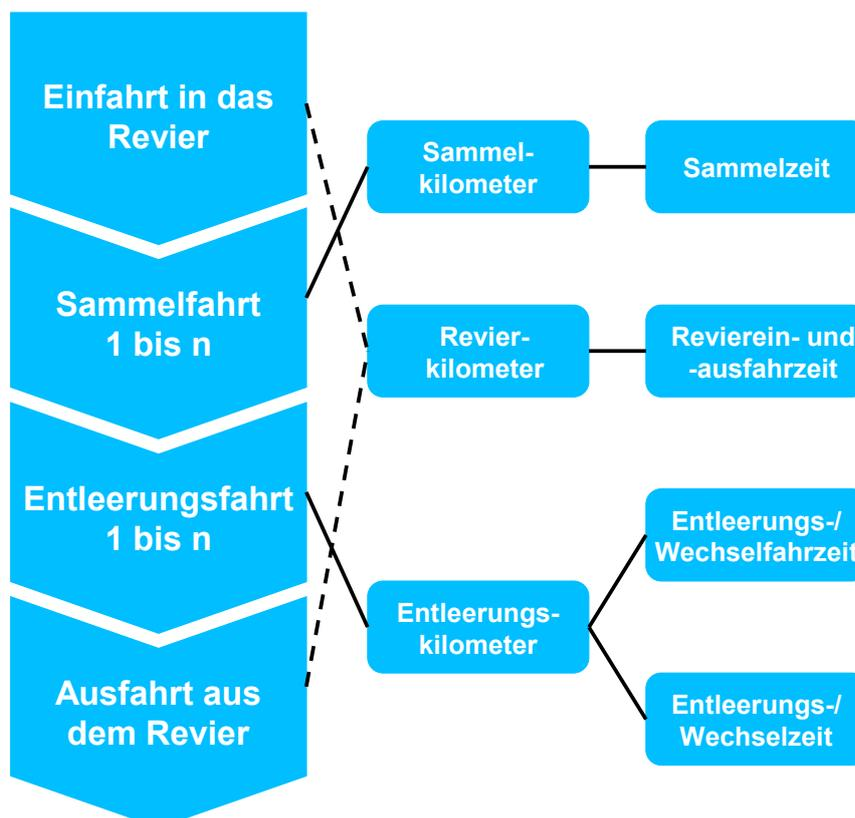 Einfahrt in das
Revier
Sammelfahrt
1 bis n
Entleerungsfahrt
1 bis n
Ausfahrt aus
dem Revier
Sammel-
kilometer
Revier-
kilometer
Entleerungs-
kilometer
Sammelzeit
Revierein- und
-ausfahrzeit
Entleerungs-/
Wechselfahrzeit
Entleerungs-/
Wechselzeit